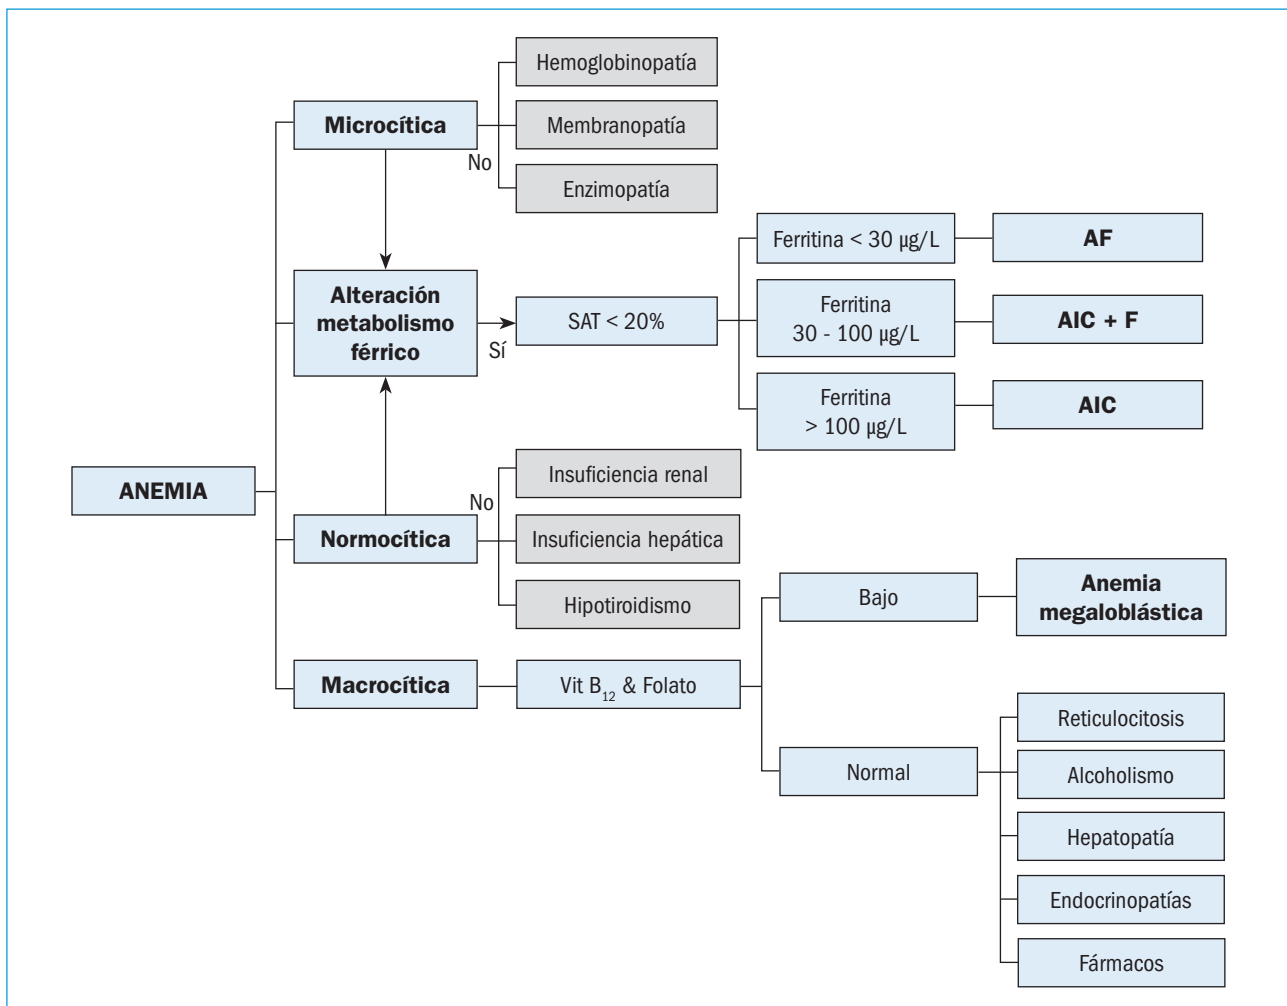 Hemoglobinopatía
Microcítica
Membranopatía
No
Enzimopatía
Ferritina < 30 µg/L
AF
Alteración
metabolismo
férrico
SAT < 20%
Sí
Ferritina
30 - 100 µg/L
AIC + F
Ferritina
> 100 µg/L
AIC
ANEMIA
Insuficiencia renal
No
Normocítica
Insuficiencia hepática
Hipotiroidismo
Bajo
Anemia
megaloblástica
Macrocítica
Vit B12 & Folato
Normal
Reticulocitosis
Alcoholismo
Hepatopatía
Endocrinopatías
Fármacos